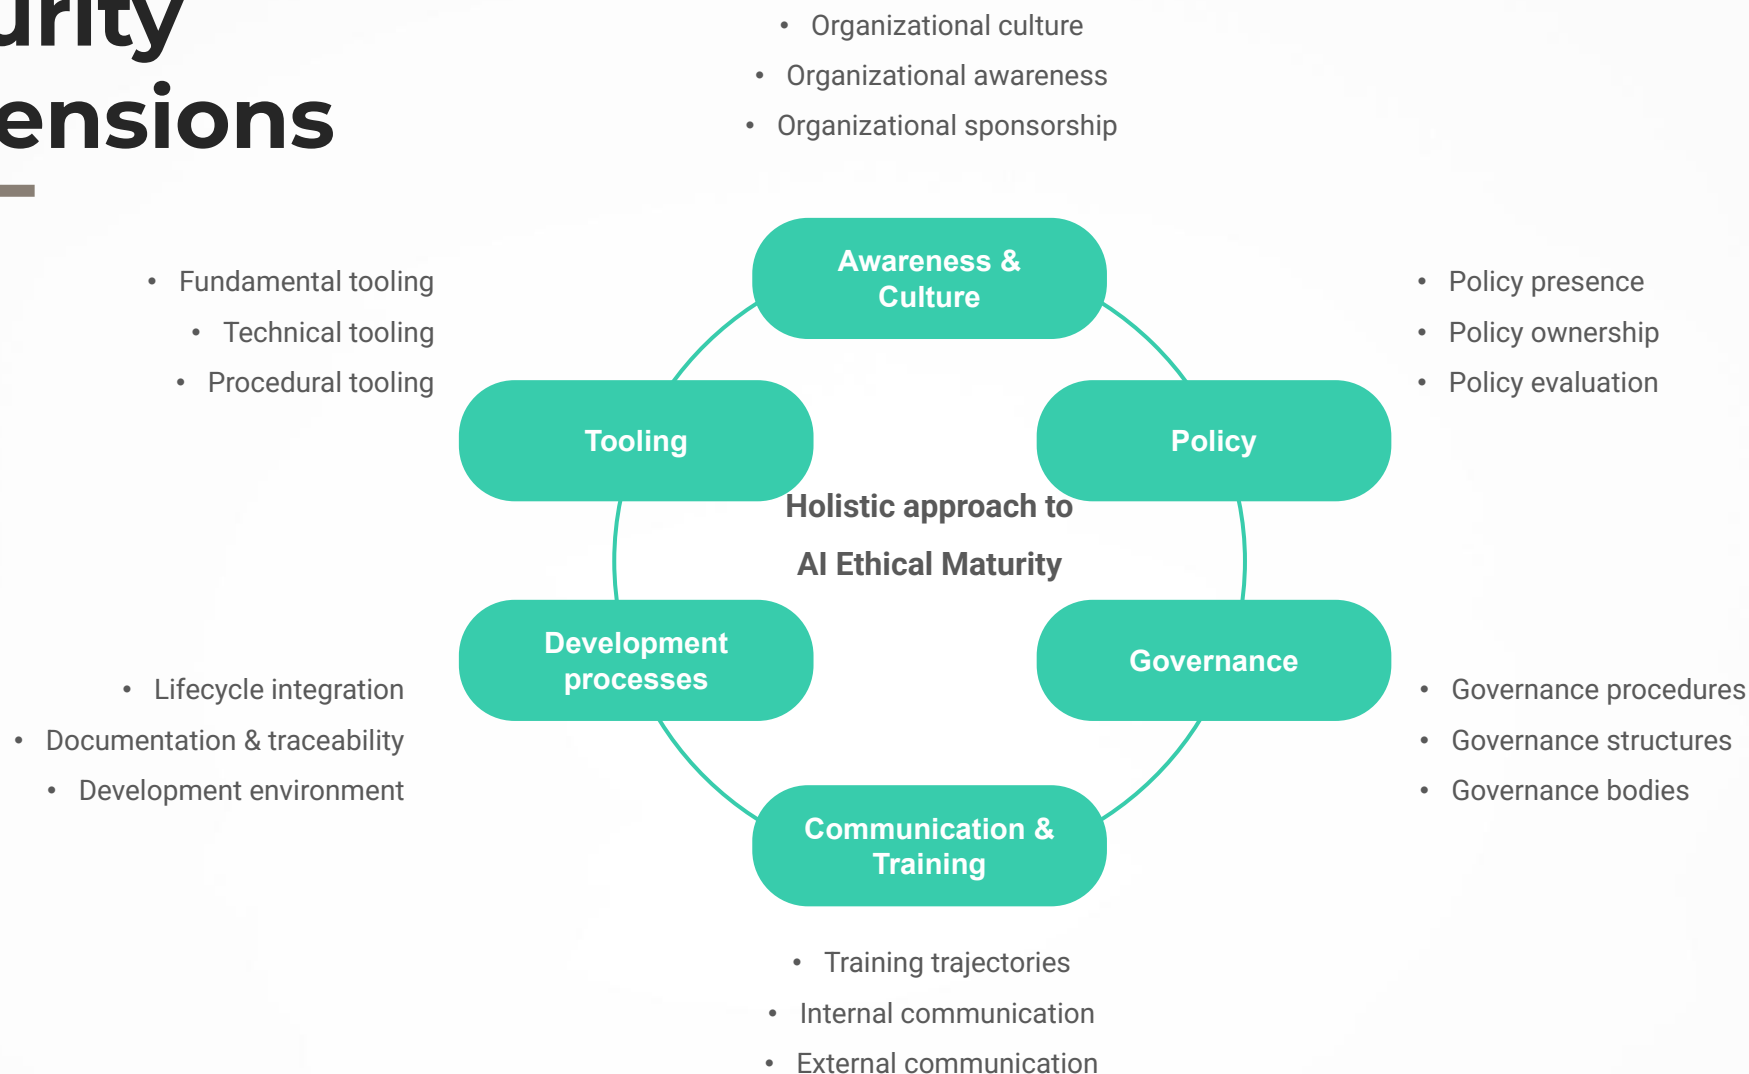 urity
ensions
• Organizational culture
• Organizational awareness
• Organizational sponsorship
Awareness &
Culture
• Fundamental tooling
• Technical tooling
• Procedural tooling
Tooling
• Policy presence
• Policy ownership
• Policy evaluation
Policy
Holistic approach to
AI Ethical Maturity
Development
processes
• Lifecycle integration
• Documentation & traceability
• Development environment
Governance
• Governance procedures
• Governance structures
• Governance bodies
Communication &
Training
• Training trajectories
• Internal communication
• External communication